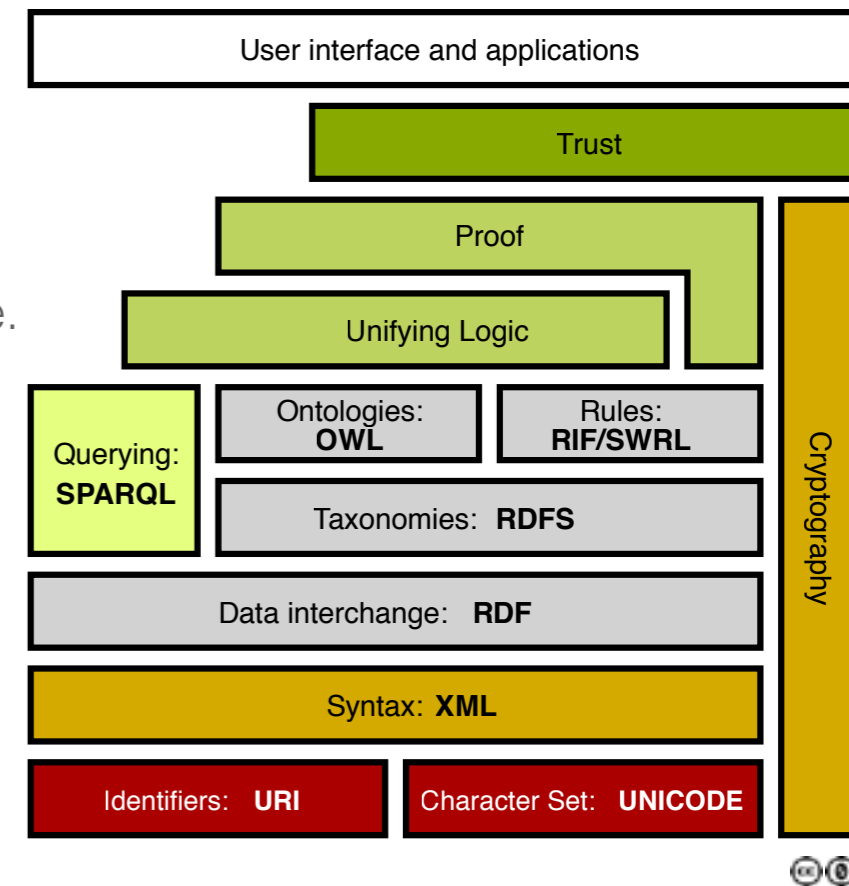 User interface and applications
Trust
Proof
e.
Unifying Logic
Querying:
SPARQL
Ontologies:
OWL
Rules:
RIF/SWRL
Taxonomies: RDFS
Cryptography
Data interchange: RDF
Syntax: XML
Identifiers: URI
Character Set: UNICODE
cc